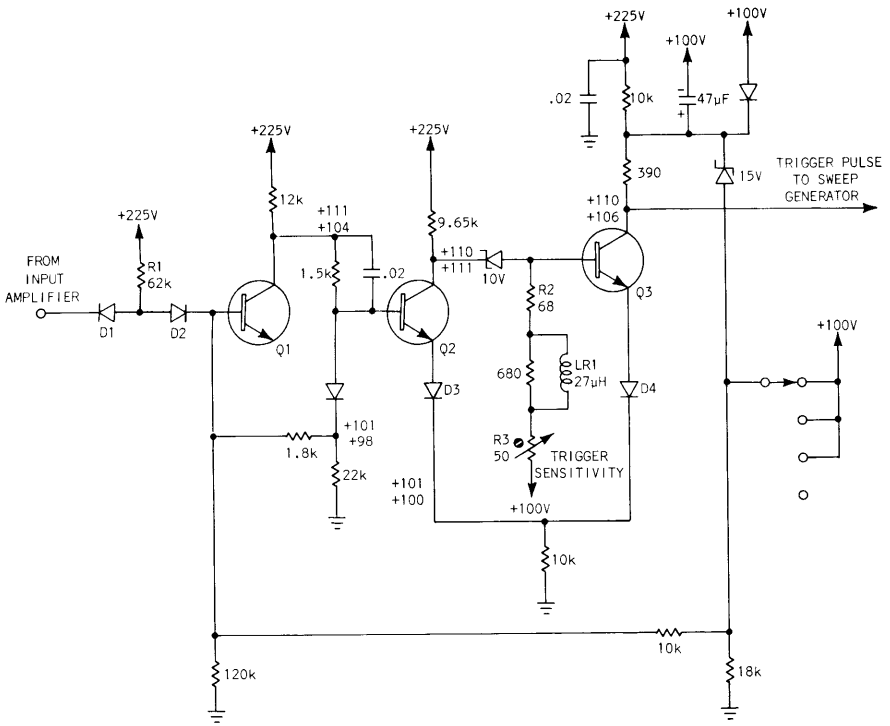 +225V
+100V
+100V
.02
10k
47µF
-
+
+225V
+225V
390
15V
TRIGGER PULSE
TO SWEEP
GENERATOR
12k
+225V
+111
+104
9.65k
+110
+111
+110
+106
FROM
INPUT
AMPLIFIER
R1
62k
1.5k
.02
10V
Q3
D1
D2
Q1
Q2
R2
68
+100V
D3
680
LR1
27µH
D4
+101
+98
1.8k
22k
R3
50
TRIGGER
SENSITIVITY
+101
+100
+100V
10k
10k
120k
18k